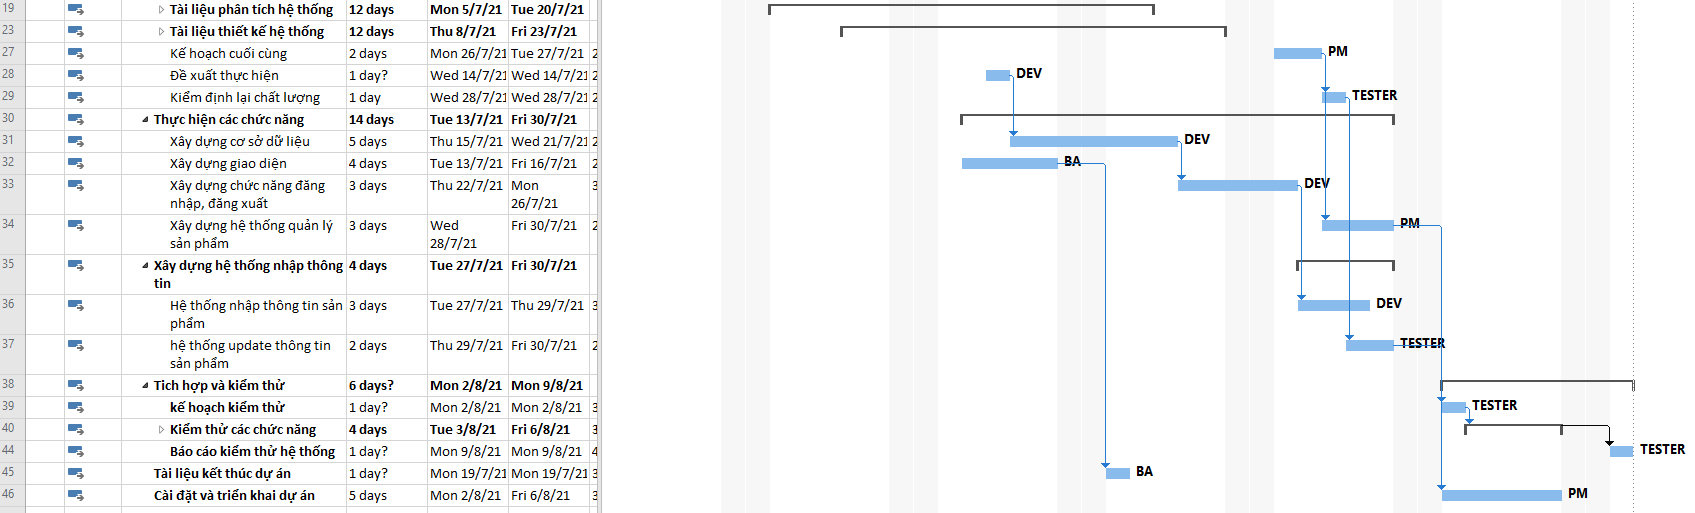 19 Tài liệu phân tích hệ thống 12 days Mon 5/7/21 Tue 20/7/21
23 Tài liệu thiết kế hệ thống 12 days Thu 8/7/21 Fri 23/7/21
27 Kế hoạch cuối cùng 2 days Mon 26/7/21 Tue 27/7/21 2 PM
28 Đề xuất thực hiện 1 day? Wed 14/7/21 Wed 14/7/21 2 DEV
29 Kiểm định lại chất lượng 1 day Wed 28/7/21 Wed 28/7/21 2 TESTER
30 Thực hiện các chức năng 14 days Tue 13/7/21 Fri 30/7/21
31 Xây dựng cơ sở dữ liệu 5 days Thu 15/7/21 Wed 21/7/21 2 DEV
32 Xây dựng giao diện 4 days Tue 13/7/21 Fri 16/7/21 2 BA
33 Xây dựng chức năng đăng 3 days Thu 22/7/21 Mon 3 DEV
nhập, đăng xuất 26/7/21
34 Xây dựng hệ thống quản lý 3 days Wed Fri 30/7/21 2 PM
sản phẩm 28/7/21
35 Xây dựng hệ thống nhập thông 4 days Tue 27/7/21 Fri 30/7/21
tin
36 Hệ thống nhập thông tin sản 3 days Tue 27/7/21 Thu 29/7/21 3 DEV
phẩm
37 hệ thống update thông tin 2 days Thu 29/7/21 Fri 30/7/21 2 TESTER
sản phẩm
38 Tich hợp và kiểm thử 6 days? Mon 2/8/21 Mon 9/8/21
39 kế hoạch kiểm thử 1 day? Mon 2/8/21 Mon 2/8/21 3 TESTER
40 Kiểm thử các chức năng 4 days Tue 3/8/21 Fri 6/8/21 3
44 Báo cáo kiểm thử hệ thống 1 day? Mon 9/8/21 Mon 9/8/21 4 TESTER
45 Tài liệu kết thúc dự án 1 day? Mon 19/7/21 Mon 19/7/21 3 BA
46 Cài đặt và triển khai dự án 5 days Mon 2/8/21 Fri 6/8/21 3 PM